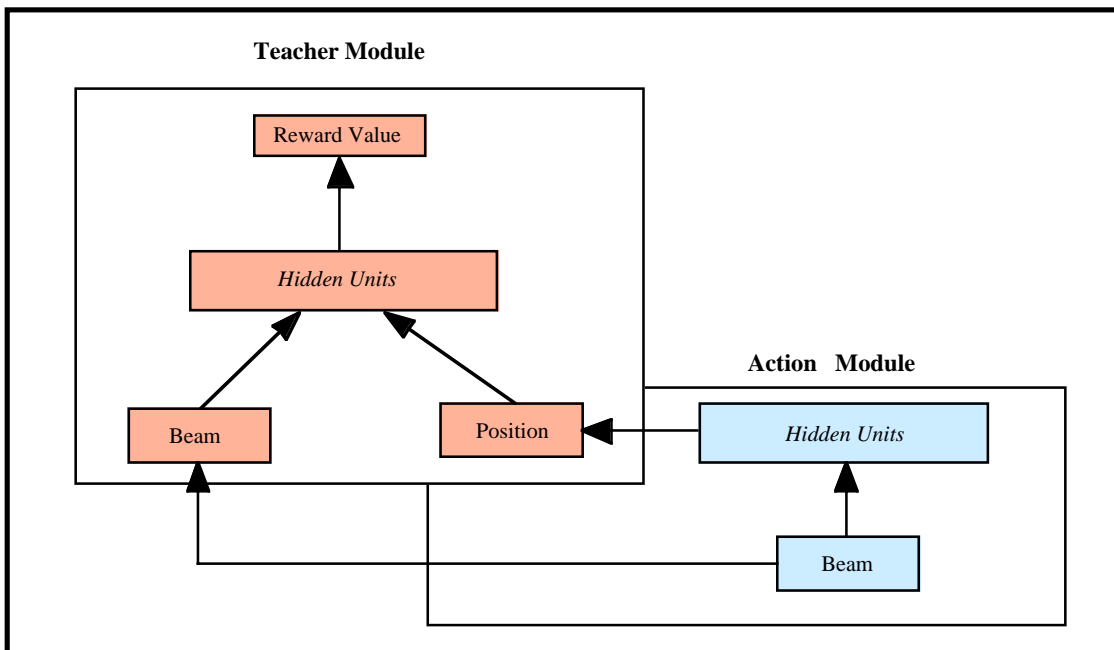 Teacher Module
Reward Value
Hidden Units
Beam
Position
Action Module
Hidden Units
Beam